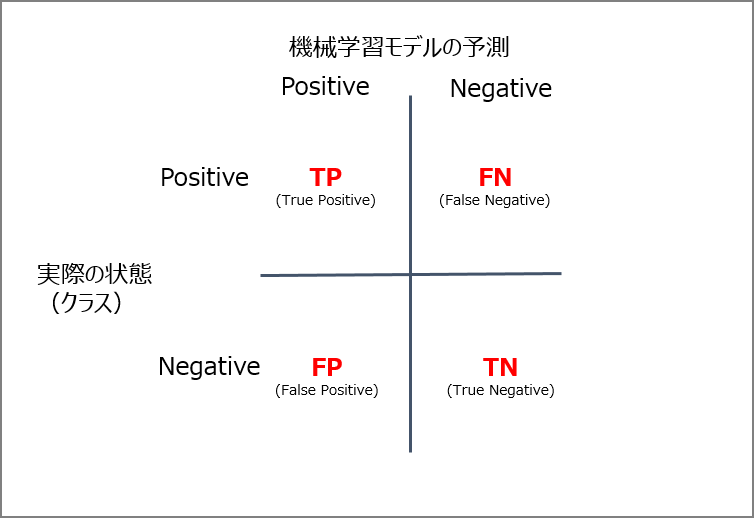 機械学習モデルの予測
Positive
Negative
Positive
TP
(True Positive)
FN
(False Negative)
実際の状態
（クラス）
Negative
FP
(False Positive)
TN
(True Negative)